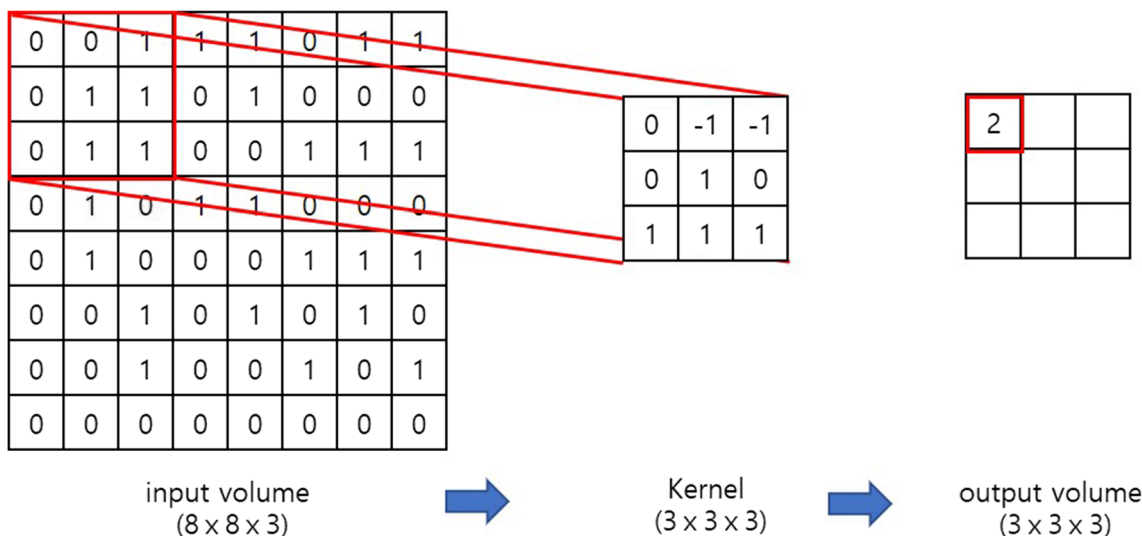 0 0 1 1 1 0 1 1
0 1 1 0 1 0 0 0
0 1 1 0 0 1 1 1
0 1 0 1 1 0 0 0
0 1 0 0 0 1 1 1
0 0 1 0 1 0 1 0
0 0 1 0 0 1 0 1
0 0 0 0 0 0 0 0
0 -1 -1
0 1 0
1 1 1
2
input volume
(8 x 8 x 3)
Kernel
(3 x 3 x 3)
output volume
(3 x 3 x 3)